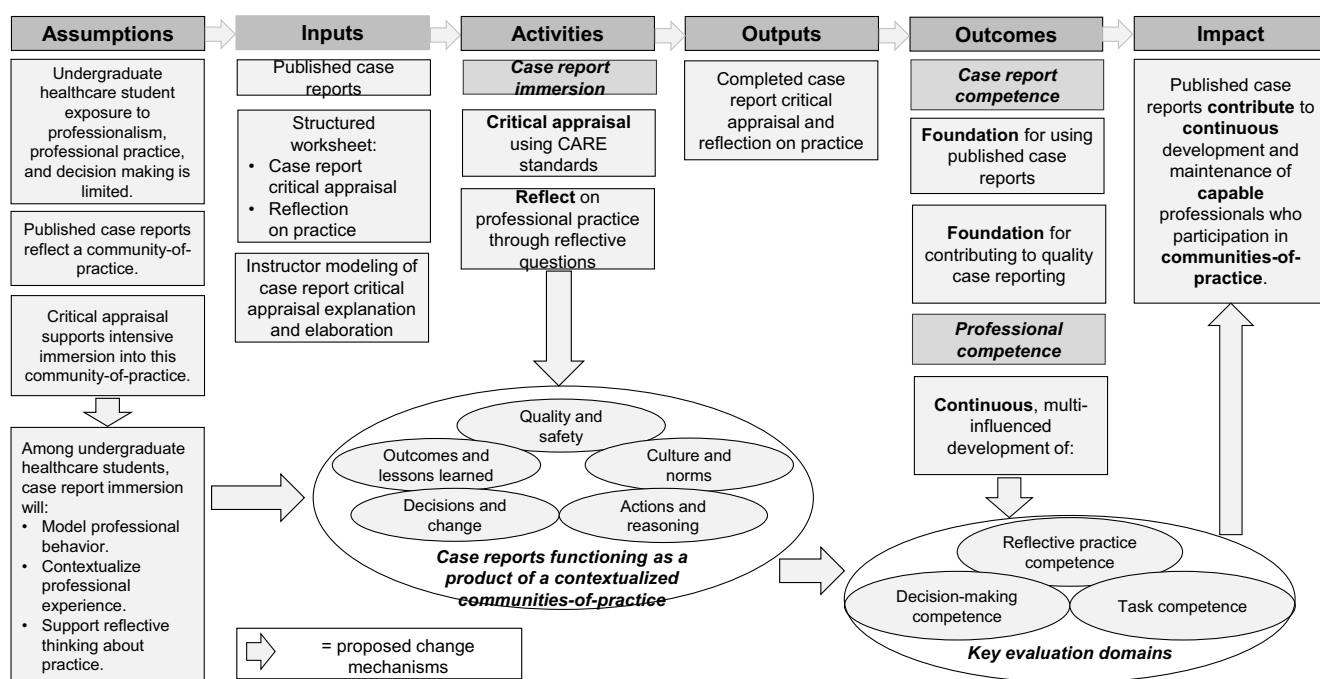 Assumptions
Inputs
Activities
Outputs
Outcomes
Impact
Undergraduate
healthcare student
exposure to
professionalism,
professional practice,
and decision making is
limited.
Published case reports
reflect a community-of-
practice.
Critical appraisal
supports intensive
immersion into this
community-of-practice.
Among undergraduate
healthcare students,
case report immersion
will:
• Model professional
behavior.
• Contextualize
professional
experience.
• Support reflective
thinking about
practice.
Published case
reports
Structured
worksheet:
• Case report
critical appraisal
• Reflection
on practice
Instructor modeling of
case report critical
appraisal explanation
and elaboration
Case report
immersion
Critical appraisal
using CARE
standards
Reflect on
professional practice
through reflective
questions
Quality and
safety
Outcomes and
lessons learned
Culture and
norms
Decisions and
change
Actions and
reasoning
Case reports functioning as a
product of a contextualized
communities-of-practice
= proposed change
mechanisms
Completed case
report critical
appraisal and
reflection on practice
Case report
competence
Foundation for using
published case
reports
Foundation for
contributing to quality
case reporting
Professional
competence
Continuous, multi-
influenced
development of:
Reflective practice
competence
Decision-making
competence
Task competence
Key evaluation domains
Published case
reports contribute to
continuous
development and
maintenance of
capable
professionals who
participation in
communities-of-
practice.